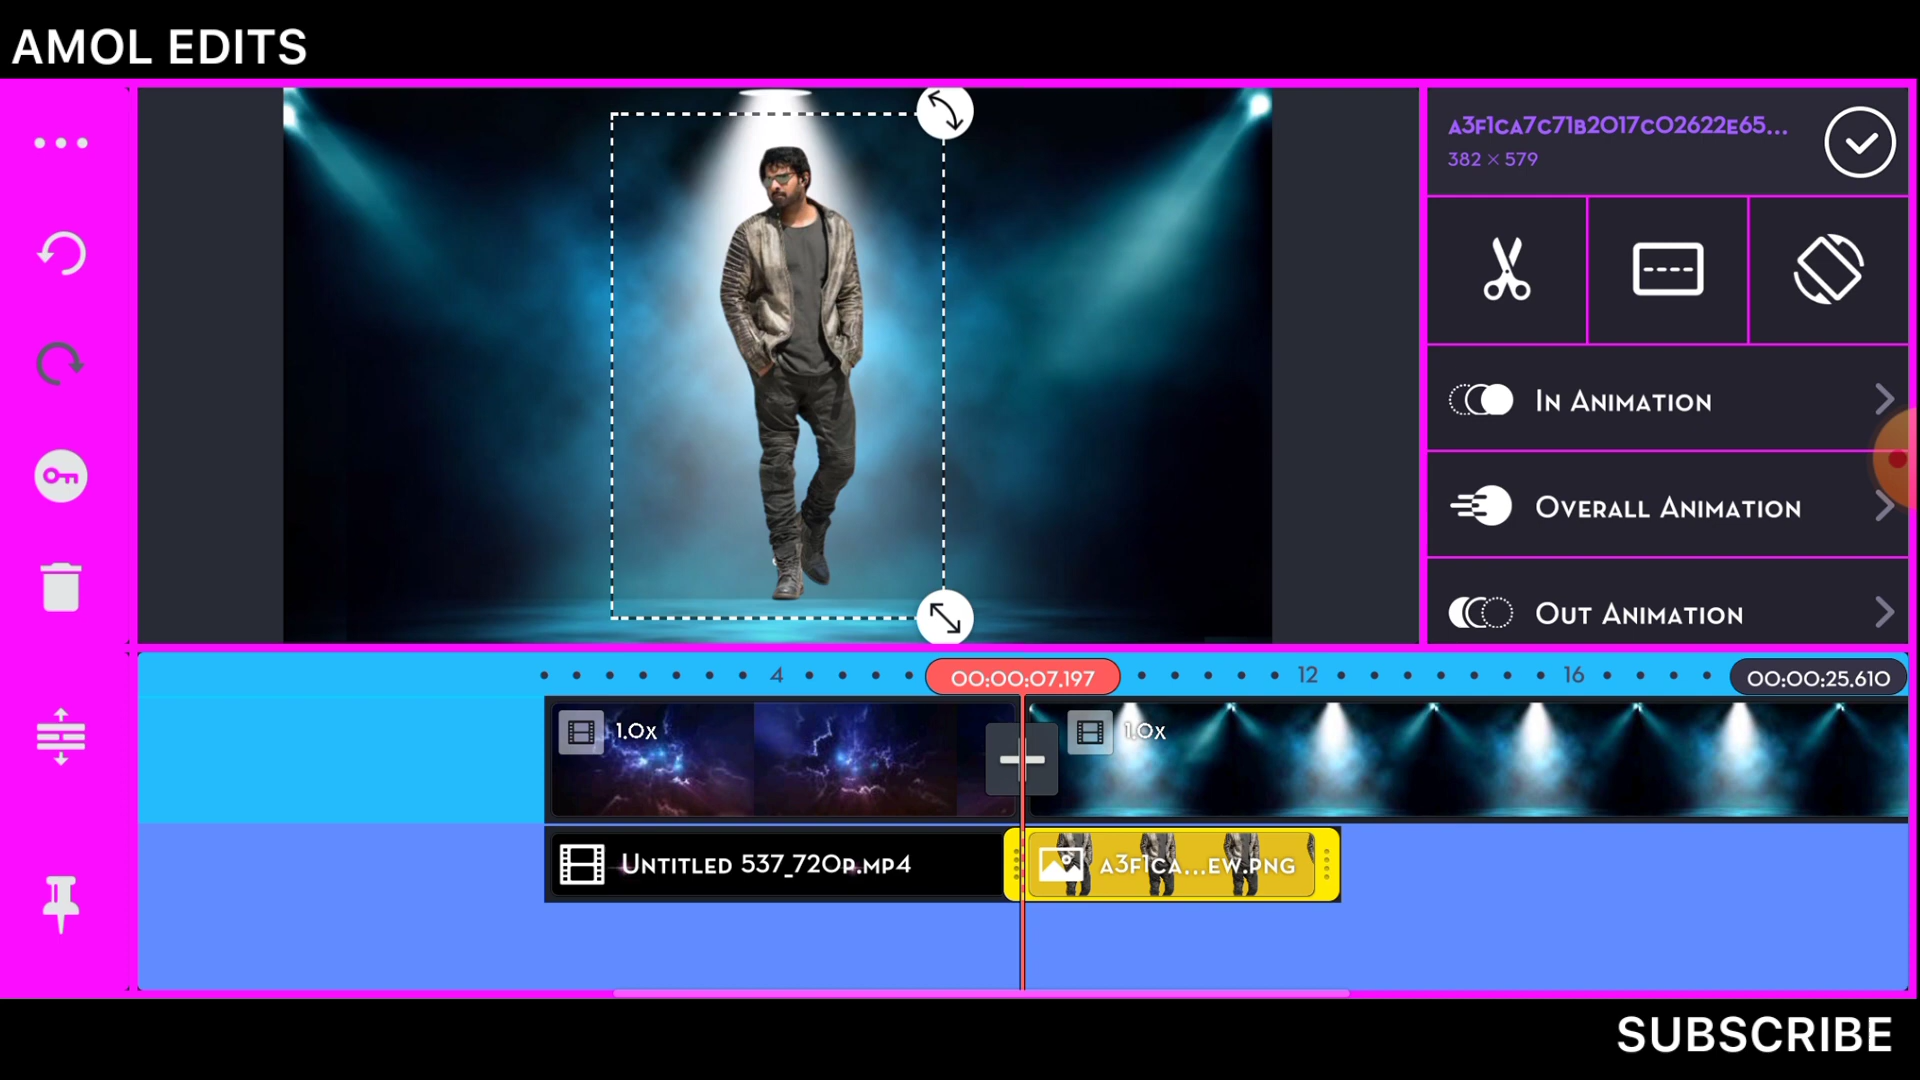 AMOL EDITS
A3F1CA7C71B2017C02622E65...
382 × 579
IN ANIMATION
OVERALL ANIMATION
OUT ANIMATION
4
00:00:07.197
12
16
00:00:25.610
1.0x
1.0x
UNTITLED 537_720P.MP4
A3F1CA...EW.PNG
SUBSCRIBE